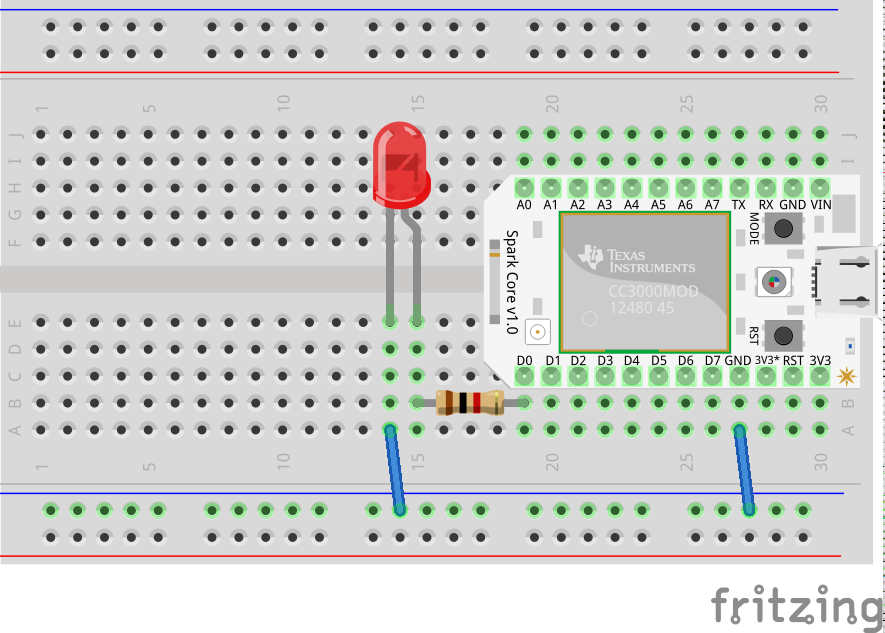 1 5 10 15 20 25 30
J J
I I
H
G
F
A0 A1 A2 A3 A4 A5 A6 A7 TX RX GND VIN
MODE
Spark Core v1.0
TEXAS
INSTRUMENTS
CC3000MOD
12480 45
RST
E
D
C
D0 D1 D2 D3 D4 D5 D6 D7 GND 3V3* RST 3V3
B B
A A
1 5 10 15 20 25 30
fritzing